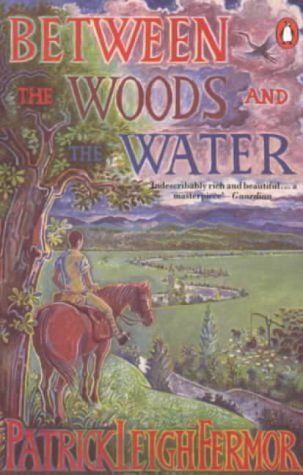 BETWEEN
THE WOODS AND
THE WATER
'Indescribably rich and beautiful... a
masterpiece' – Guardian
PATRICK LEIGH FERMOR